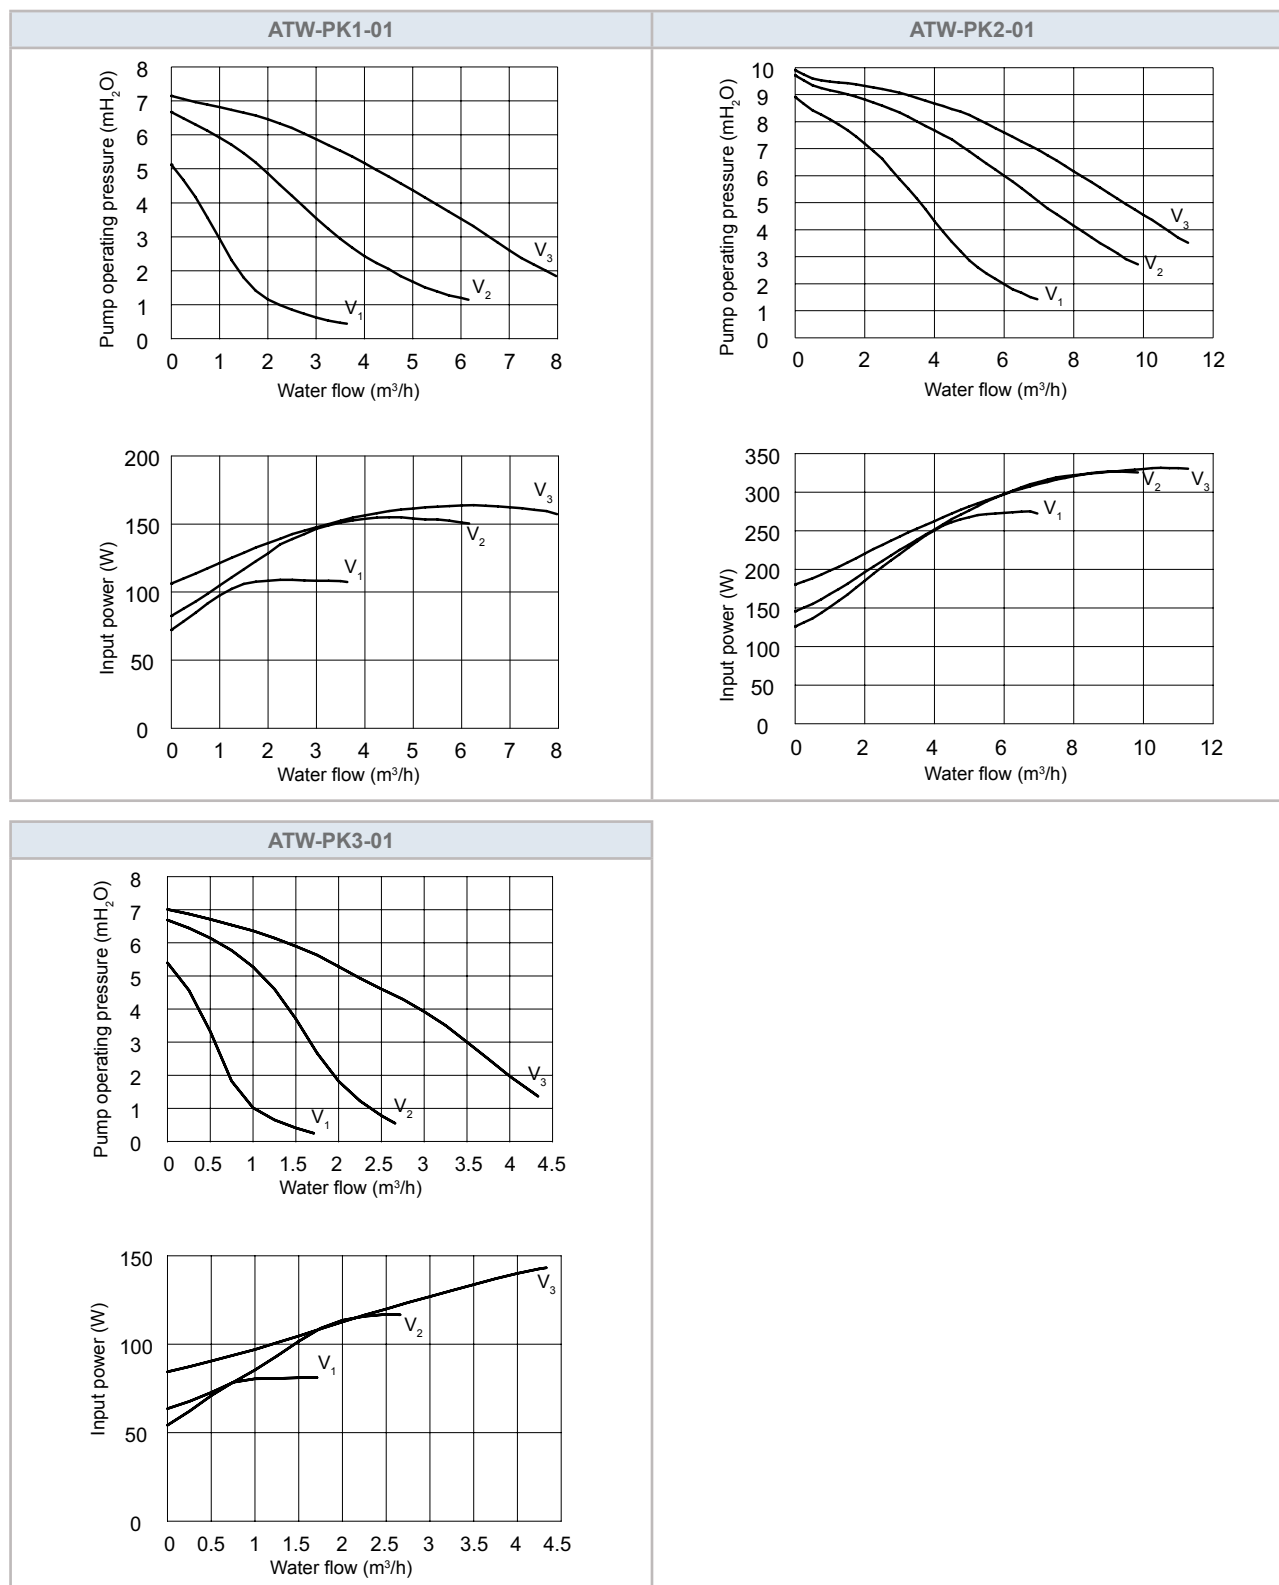 ATW-PK1-01
Pump operating pressure (mH₂O)
8
7
6
5
4
3
2
1
0
V₃
V₂
V₁
0 1 2 3 4 5 6 7 8
Water flow (m³/h)
Input power (W)
200
150
100
50
0
V₃
V₂
V₁
0 1 2 3 4 5 6 7 8
Water flow (m³/h)
ATW-PK2-01
Pump operating pressure (mH₂O)
10
9
8
7
6
5
4
3
2
1
0
V₃
V₂
V₁
0 2 4 6 8 10 12
Water flow (m³/h)
Input power (W)
350
300
250
200
150
100
50
0
V₂
V₃
V₁
0 2 4 6 8 10 12
Water flow (m³/h)
ATW-PK3-01
Pump operating pressure (mH₂O)
8
7
6
5
4
3
2
1
0
V₃
V₂
V₁
0 0.5 1 1.5 2 2.5 3 3.5 4 4.5
Water flow (m³/h)
Input power (W)
150
100
50
0
V₃
V₂
V₁
0 0.5 1 1.5 2 2.5 3 3.5 4 4.5
Water flow (m³/h)